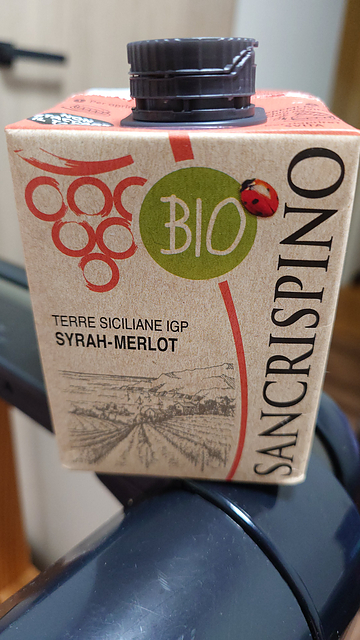 BIO
TERRE SICILIANE IGP
SYRAH-MERLOT
SANCRISPINO